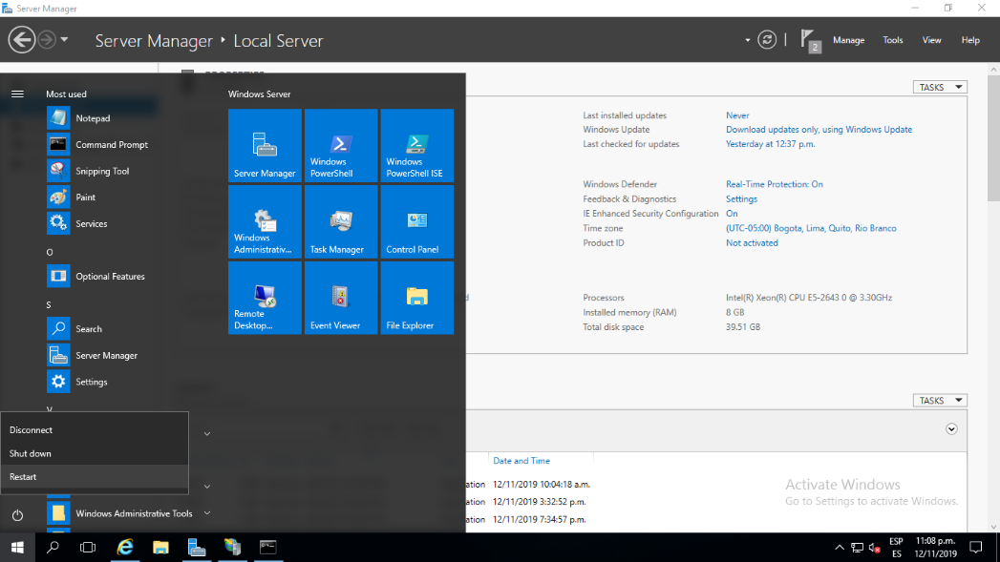 Server Manager
Server Manager ‣ Local Server
2
Manage
Tools
View
Help
TASKS
Last installed updates Never
Windows Update Download updates only, using Windows Update
Last checked for updates Yesterday at 12:37 p.m.
Windows Defender Real-Time Protection: On
Feedback & Diagnostics Settings
IE Enhanced Security Configuration On
Time zone (UTC-05:00) Bogota, Lima, Quito, Rio Branco
Product ID Not activated
Processors Intel(R) Xeon(R) CPU E5-2643 0 @ 3.30GHz
Installed memory (RAM) 8 GB
Total disk space 39.51 GB
TASKS
Date and Time
ation 12/11/2019 10:04:18 a.m.
ation 12/11/2019 3:32:52 p.m.
ation 12/11/2019 7:34:57 p.m.
Activate Windows
Go to Settings to activate Windows.
Most used
Notepad
Command Prompt
Snipping Tool
Paint
Services
O
Optional Features
S
Search
Server Manager
Settings
Disconnect
Shut down
Restart
Windows Administrative Tools
Windows Server
Server Manager
Windows
PowerShell
Windows
PowerShell ISE
Windows
Administrativ...
Task Manager
Control Panel
Remote
Desktop...
Event Viewer
File Explorer
ESP
ES
11:08 p.m.
12/11/2019